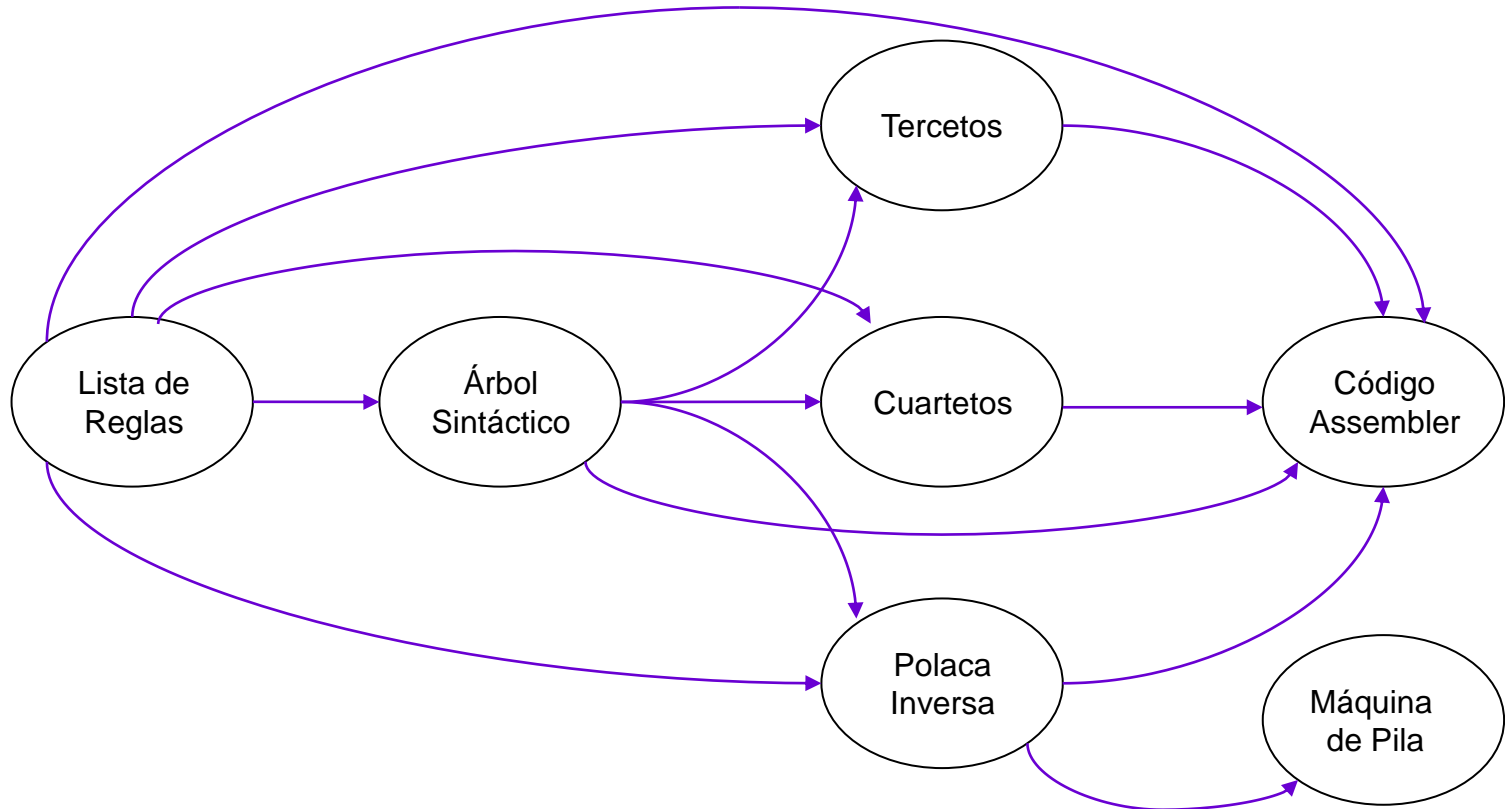 Tercetos
Lista de
Reglas
Árbol
Sintáctico
Cuartetos
Código
Assembler
Polaca
Inversa
Máquina
de Pila